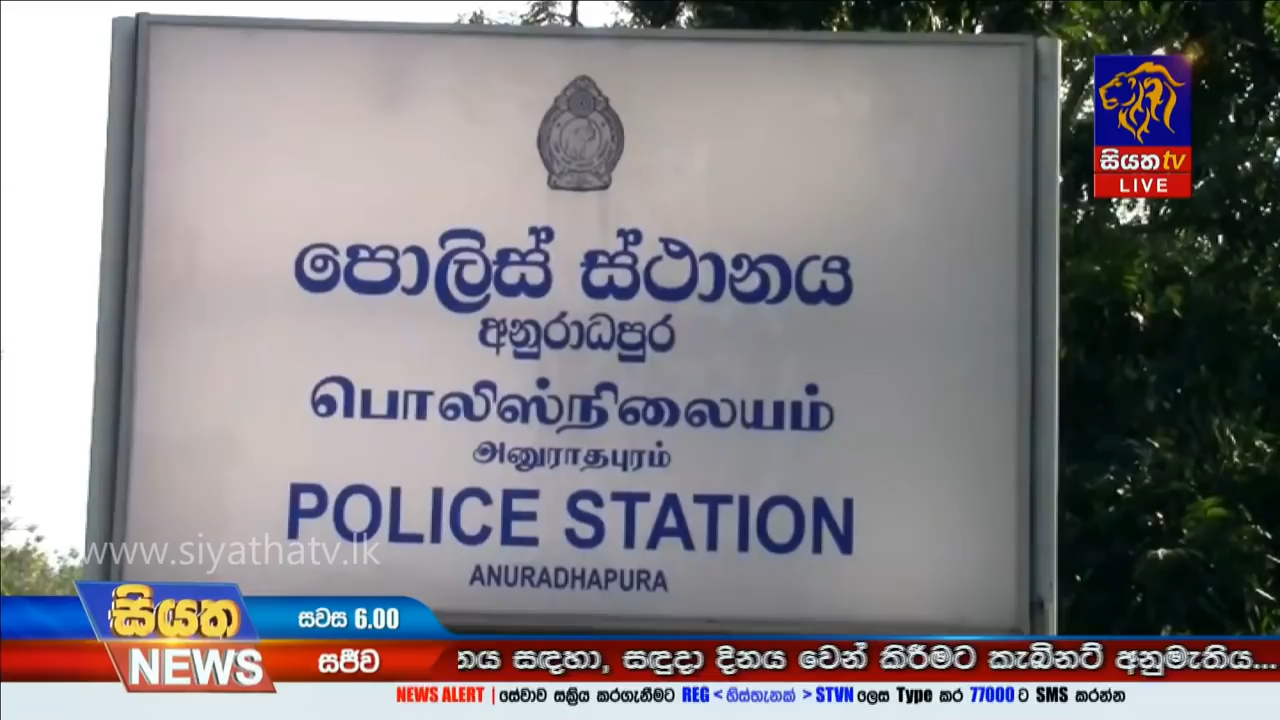 සියත tv
LIVE
පොලිස් ස්ථානය
අනුරාධපුර
பொலிஸ்நிலையம்
அனுராதபுரம்
POLICE STATION
ANURADHAPURA
www.siyathatv.lk
සියත
NEWS
සවස 6.00
සජීව
නය සඳහා, සඳුදා දිනය වෙන් කිරීමට කැබිනට් අනුමැතිය...
NEWS ALERT | සේවාව සක්‍රිය කරගැනීමට REG < හිස්තැනක් > STVN ලෙස Type කර 77000 ට SMS කරන්න